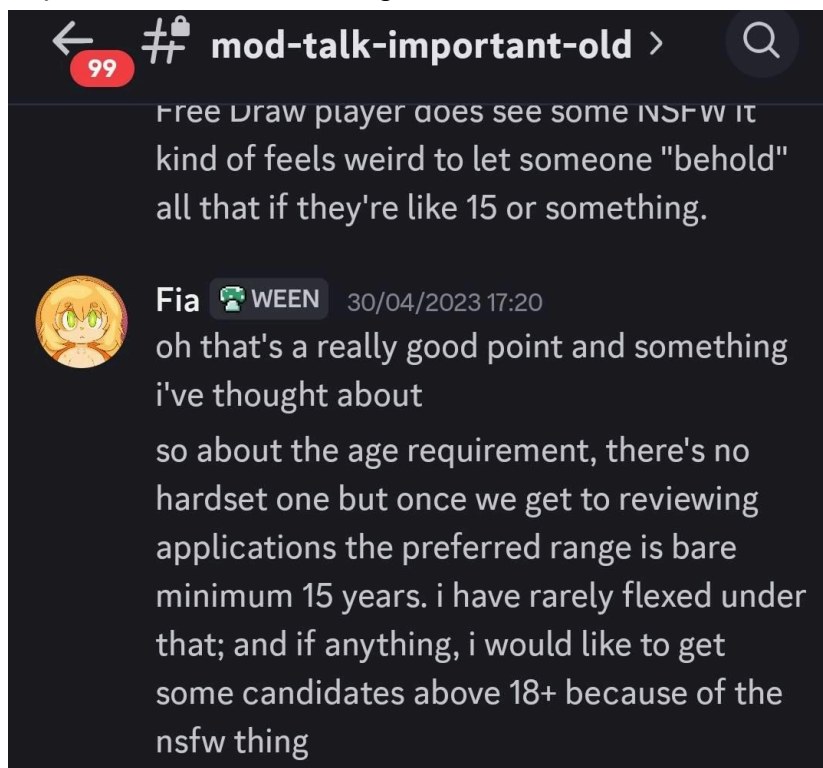 99 mod-talk-important-old >
Free Draw player does see some NSFW it
kind of feels weird to let someone "behold"
all that if they're like 15 or something.
Fia WEEN 30/04/2023 17:20
oh that's a really good point and something
i've thought about
so about the age requirement, there's no
hardset one but once we get to reviewing
applications the preferred range is bare
minimum 15 years. i have rarely flexed under
that; and if anything, i would like to get
some candidates above 18+ because of the
nsfw thing